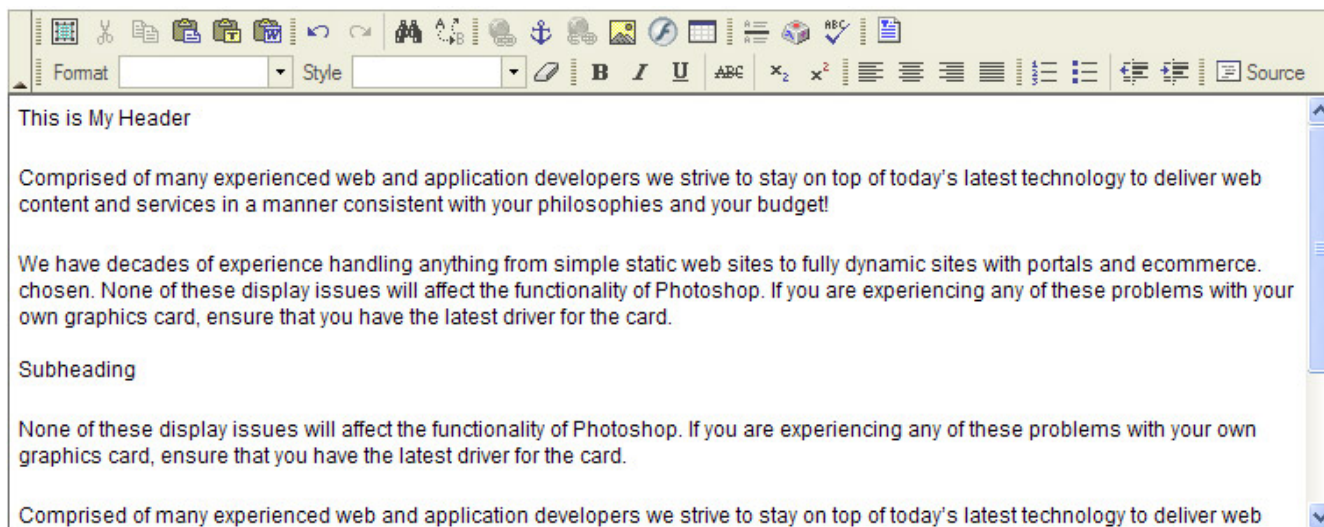 ABC
Format Style B I U ABC x₂ x² Source
This is My Header
Comprised of many experienced web and application developers we strive to stay on top of today's latest technology to deliver web
content and services in a manner consistent with your philosophies and your budget!
We have decades of experience handling anything from simple static web sites to fully dynamic sites with portals and ecommerce.
chosen. None of these display issues will affect the functionality of Photoshop. If you are experiencing any of these problems with your
own graphics card, ensure that you have the latest driver for the card.
Subheading
None of these display issues will affect the functionality of Photoshop. If you are experiencing any of these problems with your own
graphics card, ensure that you have the latest driver for the card.
Comprised of many experienced web and application developers we strive to stay on top of today's latest technology to deliver web